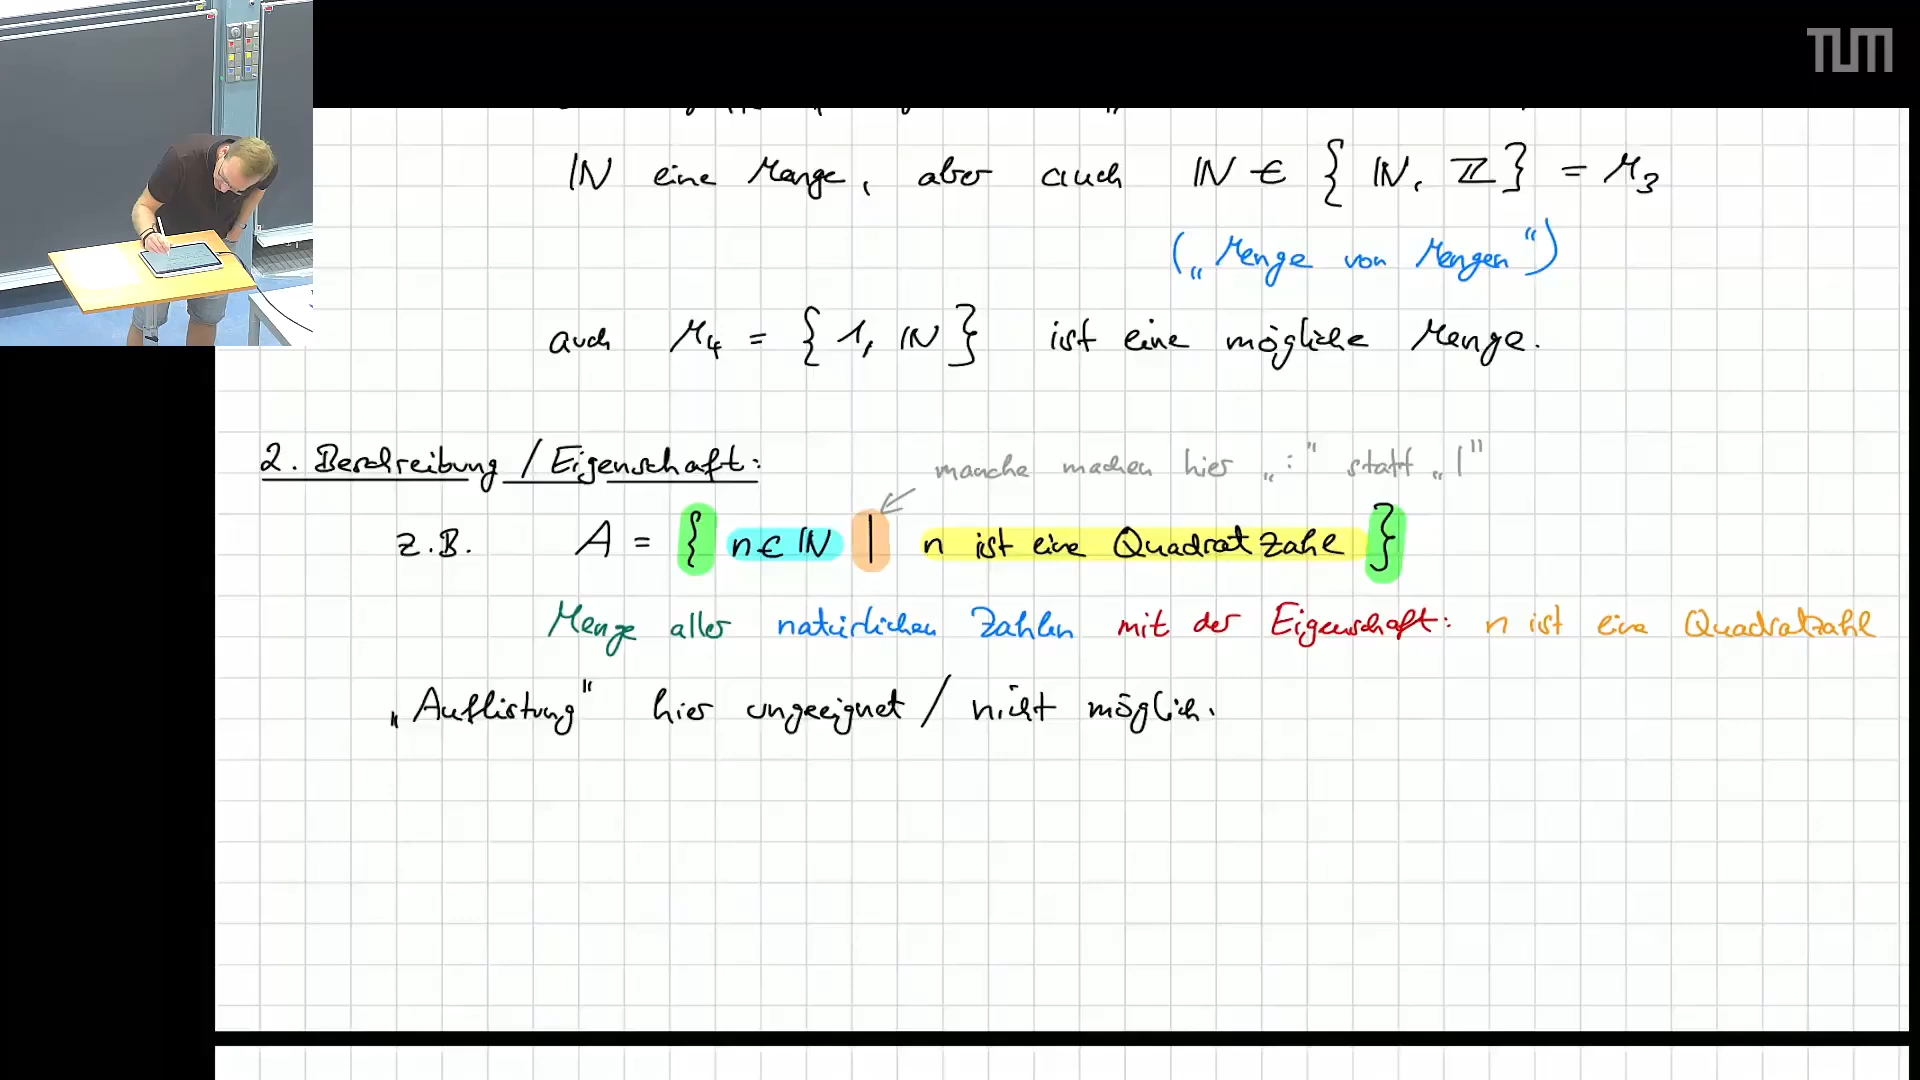 TUM
ℕ eine Menge, aber auch ℕ ∈ { ℕ, ℤ } = M₃
(„Menge von Mengen“)
auch M₄ = { 1, ℕ } ist eine mögliche Menge.
2. Beschreibung / Eigenschaft:
manche machen hier „:“ statt „|“
z.B. A = { n ∈ ℕ | n ist eine Quadratzahl }
Menge aller natürlichen Zahlen mit der Eigenschaft: n ist eine Quadratzahl
„Auflistung“ hier ungeeignet / nicht möglich.